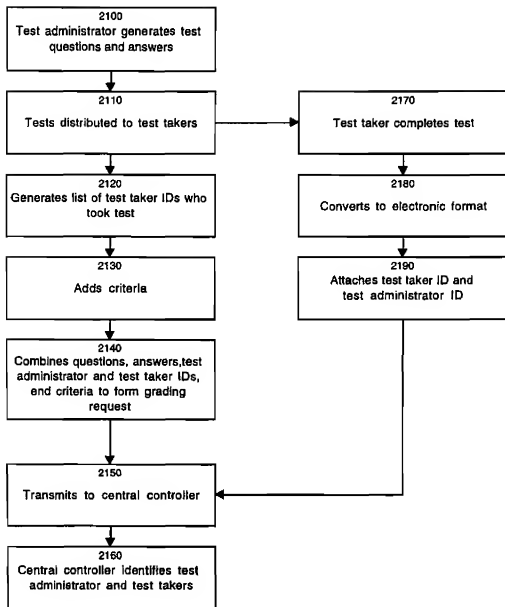 2100
Test administrator generates test
questions and answers
2110
Tests distributed to test takers
2170
Test taker completes test
2120
Generates list of test taker IDs who
took test
2180
Converts to electronic format
2130
Adds criteria
2190
Attaches test taker ID and
test administrator ID
2140
Combines questions, answers,test
administrator and test taker IDs,
end criteria to form grading
request
2150
Transmits to central controller
2160
Central controller identifies test
administrator and test takers